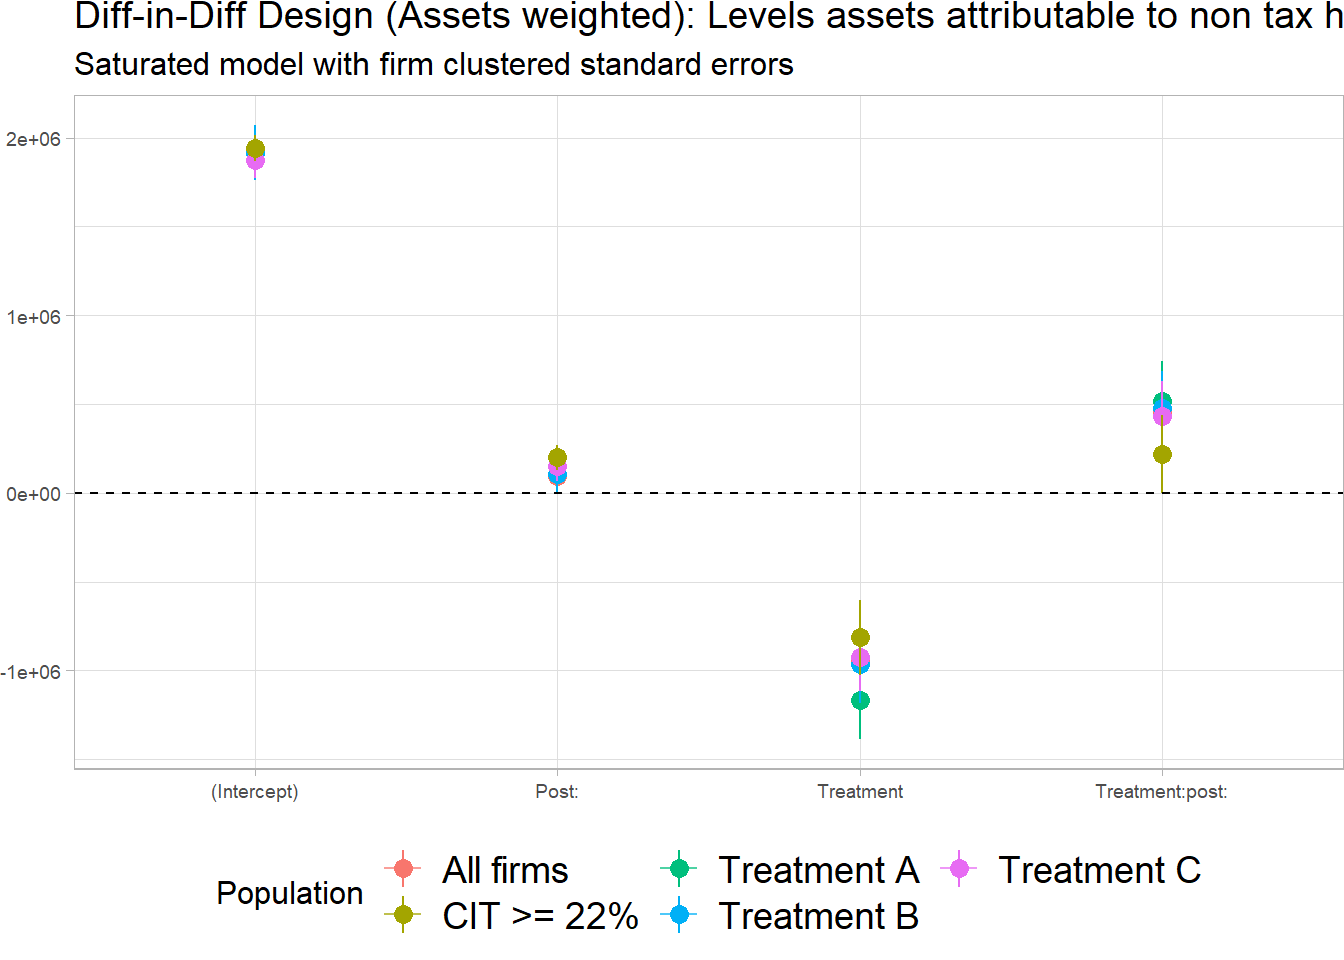 Diff-in-Diff Design (Assets weighted): Levels assets attributable to non tax h
Saturated model with firm clustered standard errors
2e+06
1e+06
0e+00
-1e+06
(Intercept) Post: Treatment Treatment:post:
Population
All firms Treatment A Treatment C
CIT >= 22% Treatment B